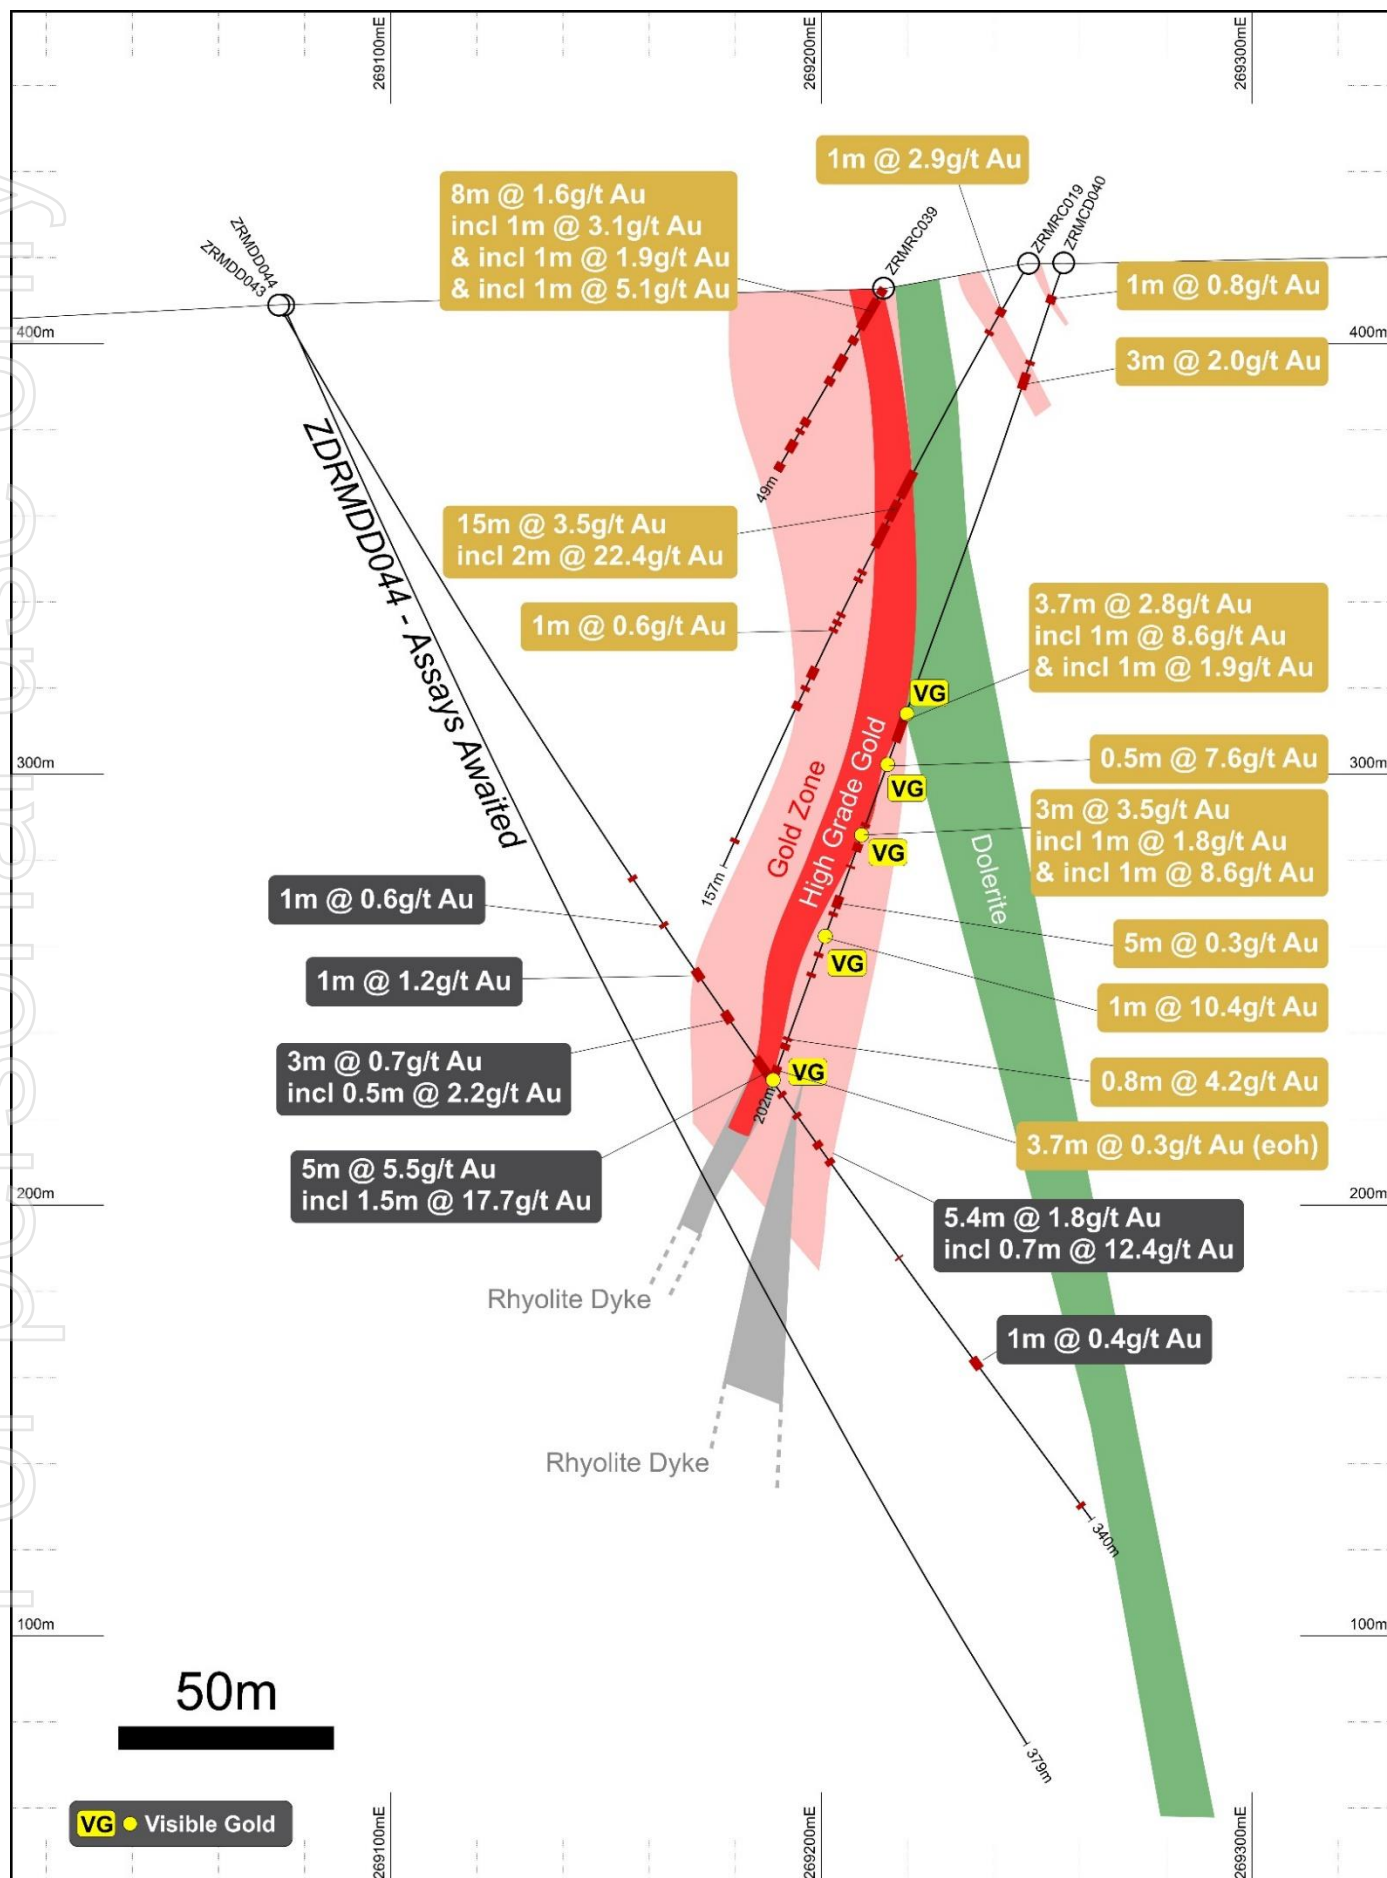 269100mE
269200mE
269300mE
1m @ 2.9g/t Au
8m @ 1.6g/t Au
incl 1m @ 3.1g/t Au
& incl 1m @ 1.9g/t Au
& incl 1m @ 5.1g/t Au
ZRMDD044
ZRMDD043
ZRMRC039
ZRMRC019
ZRMCD040
1m @ 0.8g/t Au
400m
400m
3m @ 2.0g/t Au
49m
ZDRMDD044 - Assays Awaited
15m @ 3.5g/t Au
incl 2m @ 22.4g/t Au
1m @ 0.6g/t Au
3.7m @ 2.8g/t Au
incl 1m @ 8.6g/t Au
& incl 1m @ 1.9g/t Au
VG
High Grade Gold
Gold Zone
0.5m @ 7.6g/t Au
300m
300m
VG
3m @ 3.5g/t Au
incl 1m @ 1.8g/t Au
& incl 1m @ 8.6g/t Au
VG
Dolerite
157m
1m @ 0.6g/t Au
5m @ 0.3g/t Au
VG
1m @ 1.2g/t Au
1m @ 10.4g/t Au
3m @ 0.7g/t Au
incl 0.5m @ 2.2g/t Au
VG
0.8m @ 4.2g/t Au
202m
3.7m @ 0.3g/t Au (eoh)
5m @ 5.5g/t Au
incl 1.5m @ 17.7g/t Au
200m
200m
5.4m @ 1.8g/t Au
incl 0.7m @ 12.4g/t Au
Rhyolite Dyke
1m @ 0.4g/t Au
Rhyolite Dyke
340m
100m
100m
50m
379m
VG Visible Gold
269100mE
269200mE
269300mE
For personal use only